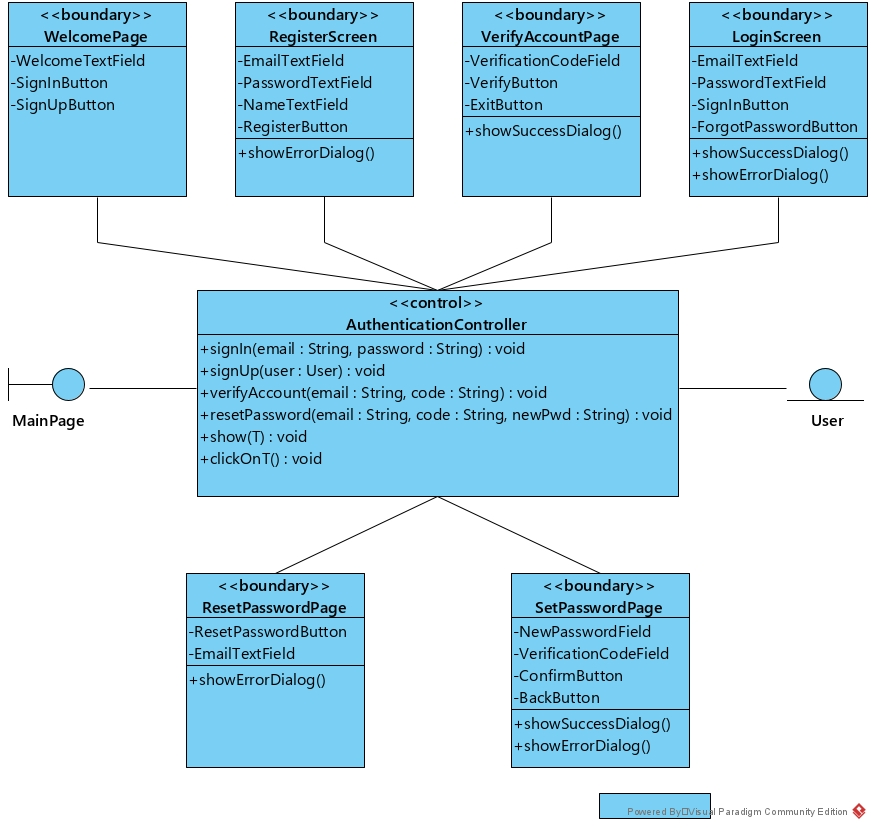 <<boundary>>
WelcomePage
-WelcomeTextField
-SignInButton
-SignUpButton
<<boundary>>
RegisterScreen
-EmailTextField
-PasswordTextField
-NameTextField
-RegisterButton
+showErrorDialog()
<<boundary>>
VerifyAccountPage
-VerificationCodeField
-VerifyButton
-ExitButton
+showSuccessDialog()
<<boundary>>
LoginScreen
-EmailTextField
-PasswordTextField
-SignInButton
-ForgotPasswordButton
+showSuccessDialog()
+showErrorDialog()
<<control>>
AuthenticationController
+signIn(email : String, password : String) : void
+signUp(user : User) : void
+verifyAccount(email : String, code : String) : void
+resetPassword(email : String, code : String, newPwd : String) : void
+show(T) : void
+clickOnT() : void
MainPage
User
<<boundary>>
ResetPasswordPage
-ResetPasswordButton
-EmailTextField
+showErrorDialog()
<<boundary>>
SetPasswordPage
-NewPasswordField
-VerificationCodeField
-ConfirmButton
-BackButton
+showSuccessDialog()
+showErrorDialog()
Powered By Visual Paradigm Community Edition